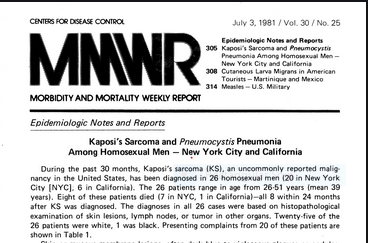 CENTERS FOR DISEASE CONTROL
July 3, 1981 / Vol. 30 / No. 25
MMWR
MORBIDITY AND MORTALITY WEEKLY REPORT
Epidemiologic Notes and Reports
305 Kaposi's Sarcoma and Pneumocystis
Pneumonia Among Homosexual Men –
New York City and California
308 Cutaneous Larva Migrans in American
Tourists – Martinique and Mexico
314 Measles – U.S. Military
Epidemiologic Notes and Reports
Kaposi's Sarcoma and Pneumocystis Pneumonia
Among Homosexual Men – New York City and California
During the past 30 months, Kaposi's sarcoma (KS), an uncommonly reported malig-
nancy in the United States, has been diagnosed in 26 homosexual men (20 in New York
City [NYC], 6 in California). The 26 patients range in age from 26-51 years (mean 39
years). Eight of these patients died (7 in NYC, 1 in California)—all 8 within 24 months
after KS was diagnosed. The diagnoses in all 26 cases were based on histopathological
examination of skin lesions, lymph nodes, or tumor in other organs. Twenty-five of the
26 patients were white, 1 was black. Presenting complaints from 20 of these patients are
shown in Table 1.